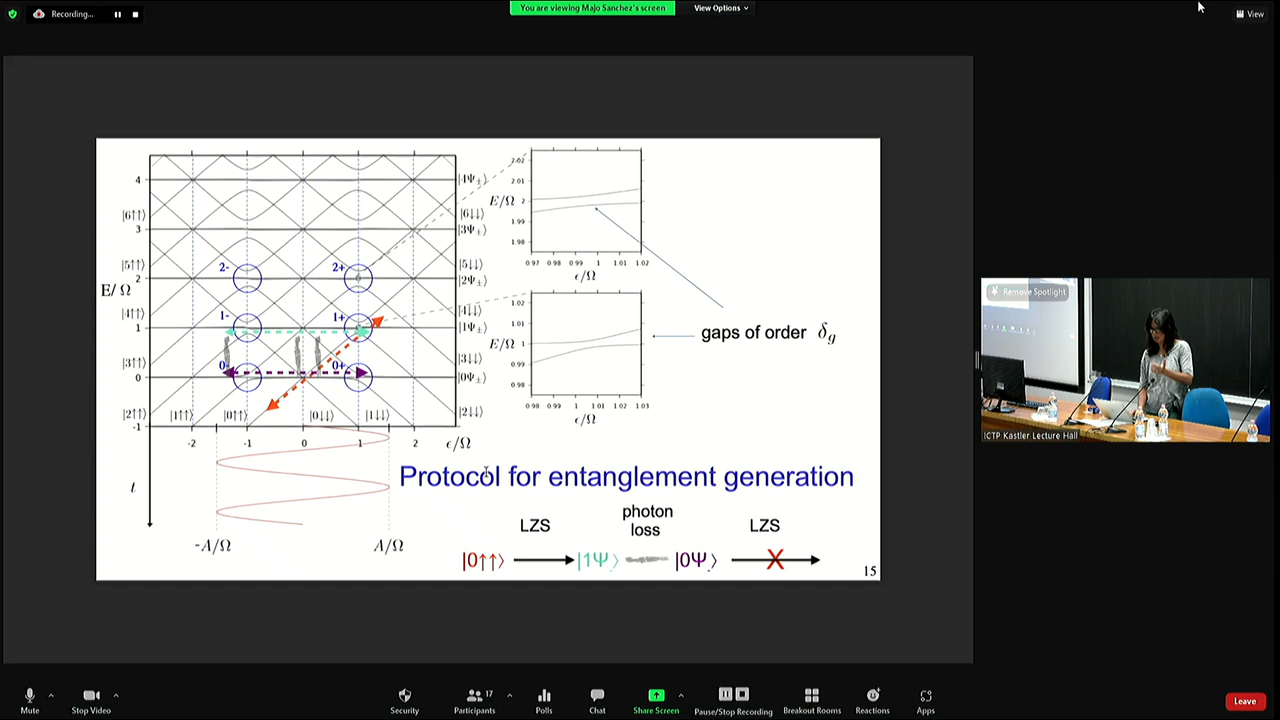 Recording...
You are viewing Majo Sanchez's screen
View Options
View
4
3
2
1
0
-1
E/Ω
|6↑↑⟩
|5↑↑⟩
|4↑↑⟩
|3↑↑⟩
|2↑↑⟩
|1↑↑⟩
|0↑↑⟩
|0↓↓⟩
|1↓↓⟩
|4Ψ±⟩
|6↓↓⟩
|3Ψ±⟩
|5↓↓⟩
|2Ψ±⟩
|4↓↓⟩
|1Ψ±⟩
|3↓↓⟩
|0Ψ±⟩
|2↓↓⟩
2-
2+
1-
1+
0-
0+
-2
-1
0
1
2
ϵ/Ω
t
-A/Ω
A/Ω
2.02
2.01
E/Ω 2
1.99
1.98
0.97 0.98 0.99 1 1.01 1.02
ϵ/Ω
1.02
1.01
E/Ω 1
0.99
0.98
0.98 0.99 1 1.01 1.02 1.03
ϵ/Ω
gaps of order δg
Protocol for entanglement generation
LZS
photon
loss
LZS
|0↑↑⟩
|1Ψ-⟩
|0Ψ-⟩
X
15
Remove Spotlight
ICTP Kastler Lecture Hall
Mute
Stop Video
Security
Participants
17
Polls
Chat
Share Screen
Pause/Stop Recording
Breakout Rooms
Reactions
Apps
Leave